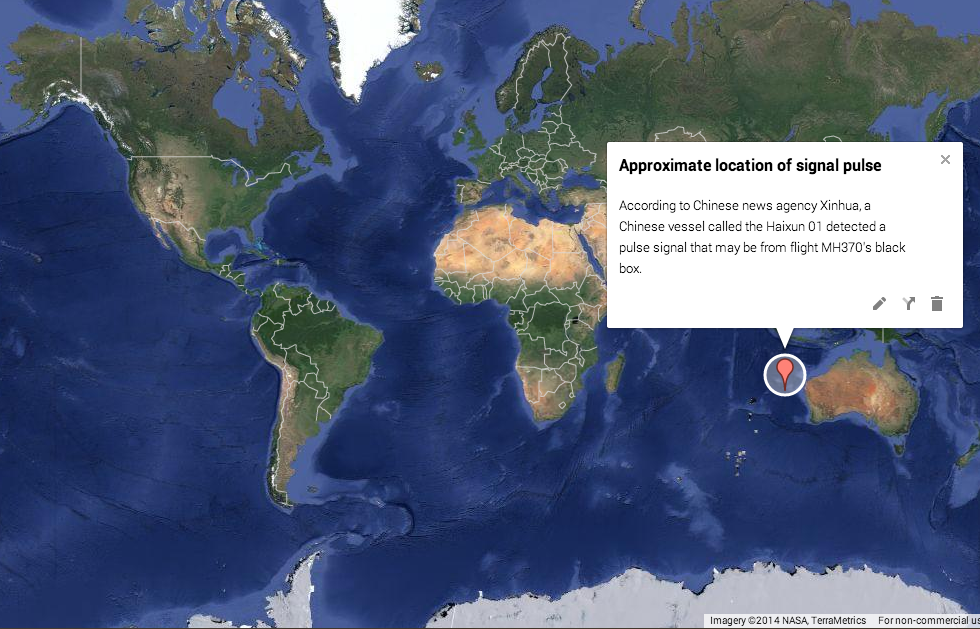 Approximate location of signal pulse
According to Chinese news agency Xinhua, a
Chinese vessel called the Haixun 01 detected a
pulse signal that may be from flight MH370's black
box.
Imagery ©2014 NASA, TerraMetrics For non-commercial